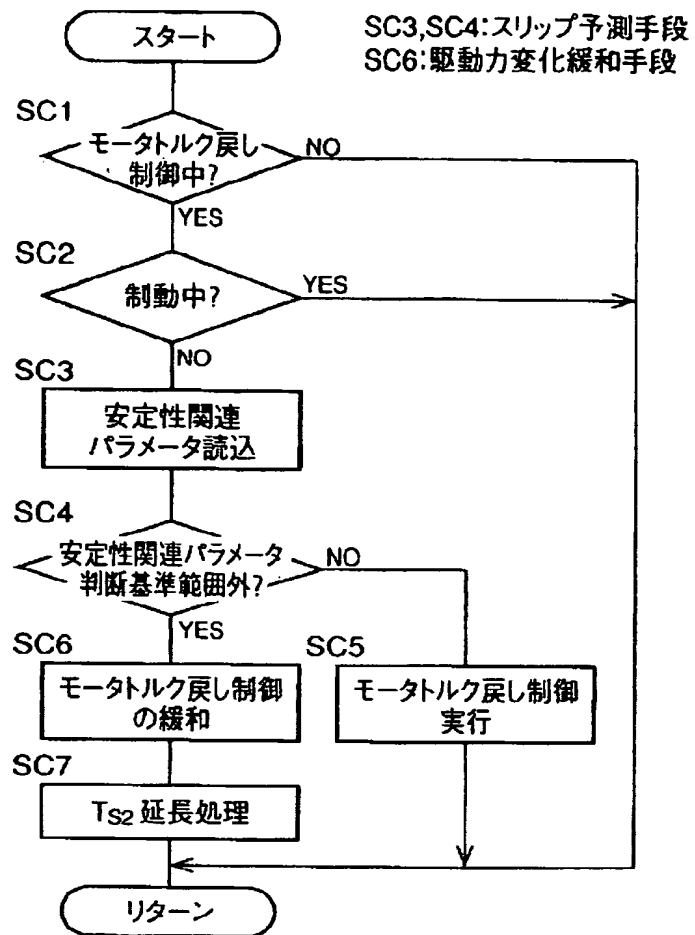 スタート
SC3,SC4:スリップ予測手段
SC6:駆動力変化緩和手段
SC1
モータトルク戻し
制御中?
NO
YES
SC2
制動中?
YES
NO
SC3
安定性関連
パラメータ読込
SC4
安定性関連パラメータ
判断基準範囲外?
NO
YES
SC6
モータトルク戻し制御
の緩和
SC5
モータトルク戻し制御
実行
SC7
TS2 延長処理
リターン